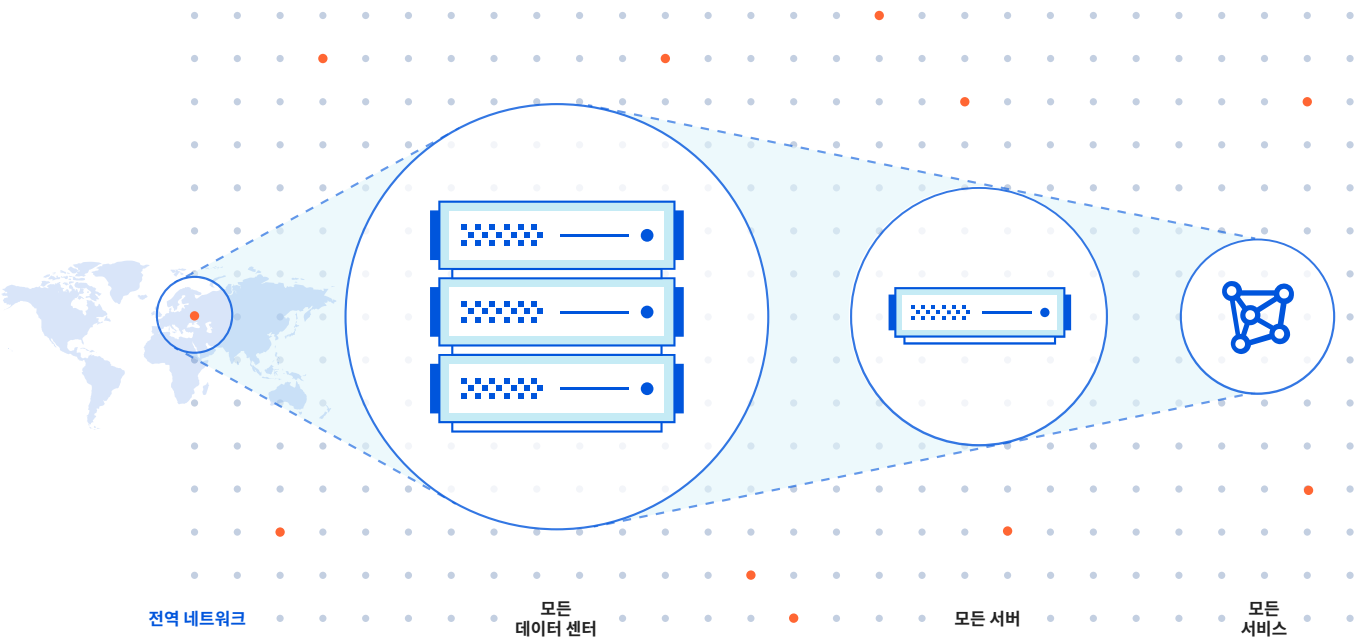 전역 네트워크
모든
데이터 센터
모든 서버
모든
서비스